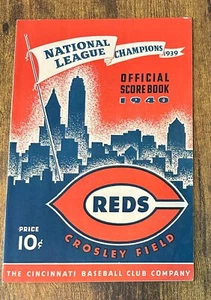 NATIONAL
LEAGUE CHAMPIONS 1939
OFFICIAL
SCORE BOOK
1940
REDS
CROSLEY FIELD
PRICE
10¢
THE CINCINNATI BASEBALL CLUB COMPANY